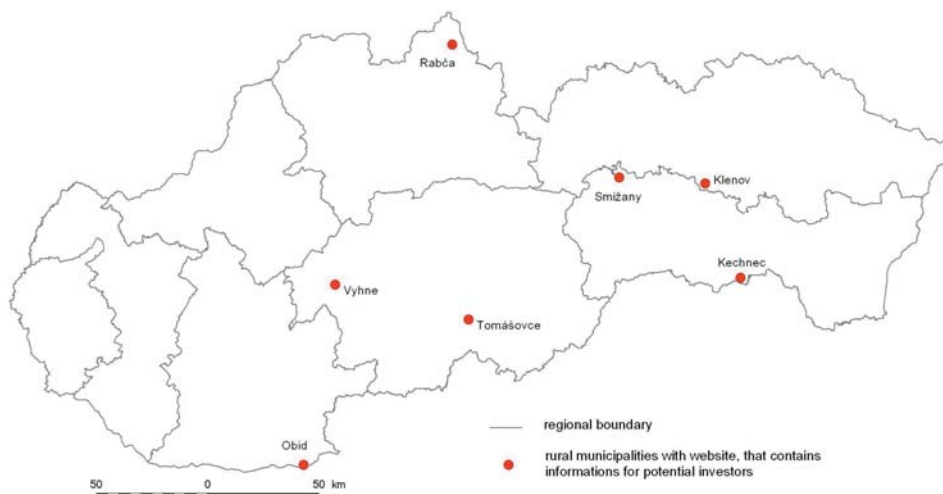 Rabča
Smižany
Klenov
Kechnec
Vyhne
Tomášovce
Obid
regional boundary
rural municipalities with website, that contains
informations for potential investors
50 0 50 km